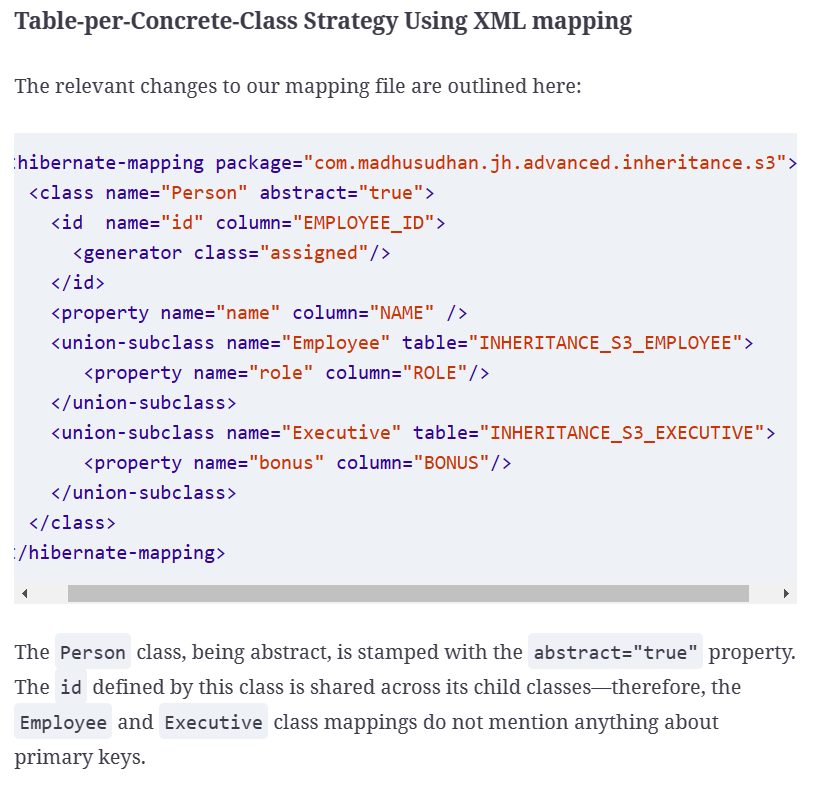 Table-per-Concrete-Class Strategy Using XML mapping
The relevant changes to our mapping file are outlined here:
hibernate-mapping package="com.madhusudhan.jh.advanced.inheritance.s3">
<class name="Person" abstract="true">
<id  name="id" column="EMPLOYEE_ID">
<generator class="assigned"/>
</id>
<property name="name" column="NAME" />
<union-subclass name="Employee" table="INHERITANCE_S3_EMPLOYEE">
<property name="role" column="ROLE"/>
</union-subclass>
<union-subclass name="Executive" table="INHERITANCE_S3_EXECUTIVE">
<property name="bonus" column="BONUS"/>
</union-subclass>
</class>
/hibernate-mapping>
The Person class, being abstract, is stamped with the abstract="true" property.
The id defined by this class is shared across its child classes—therefore, the
Employee and Executive class mappings do not mention anything about
primary keys.